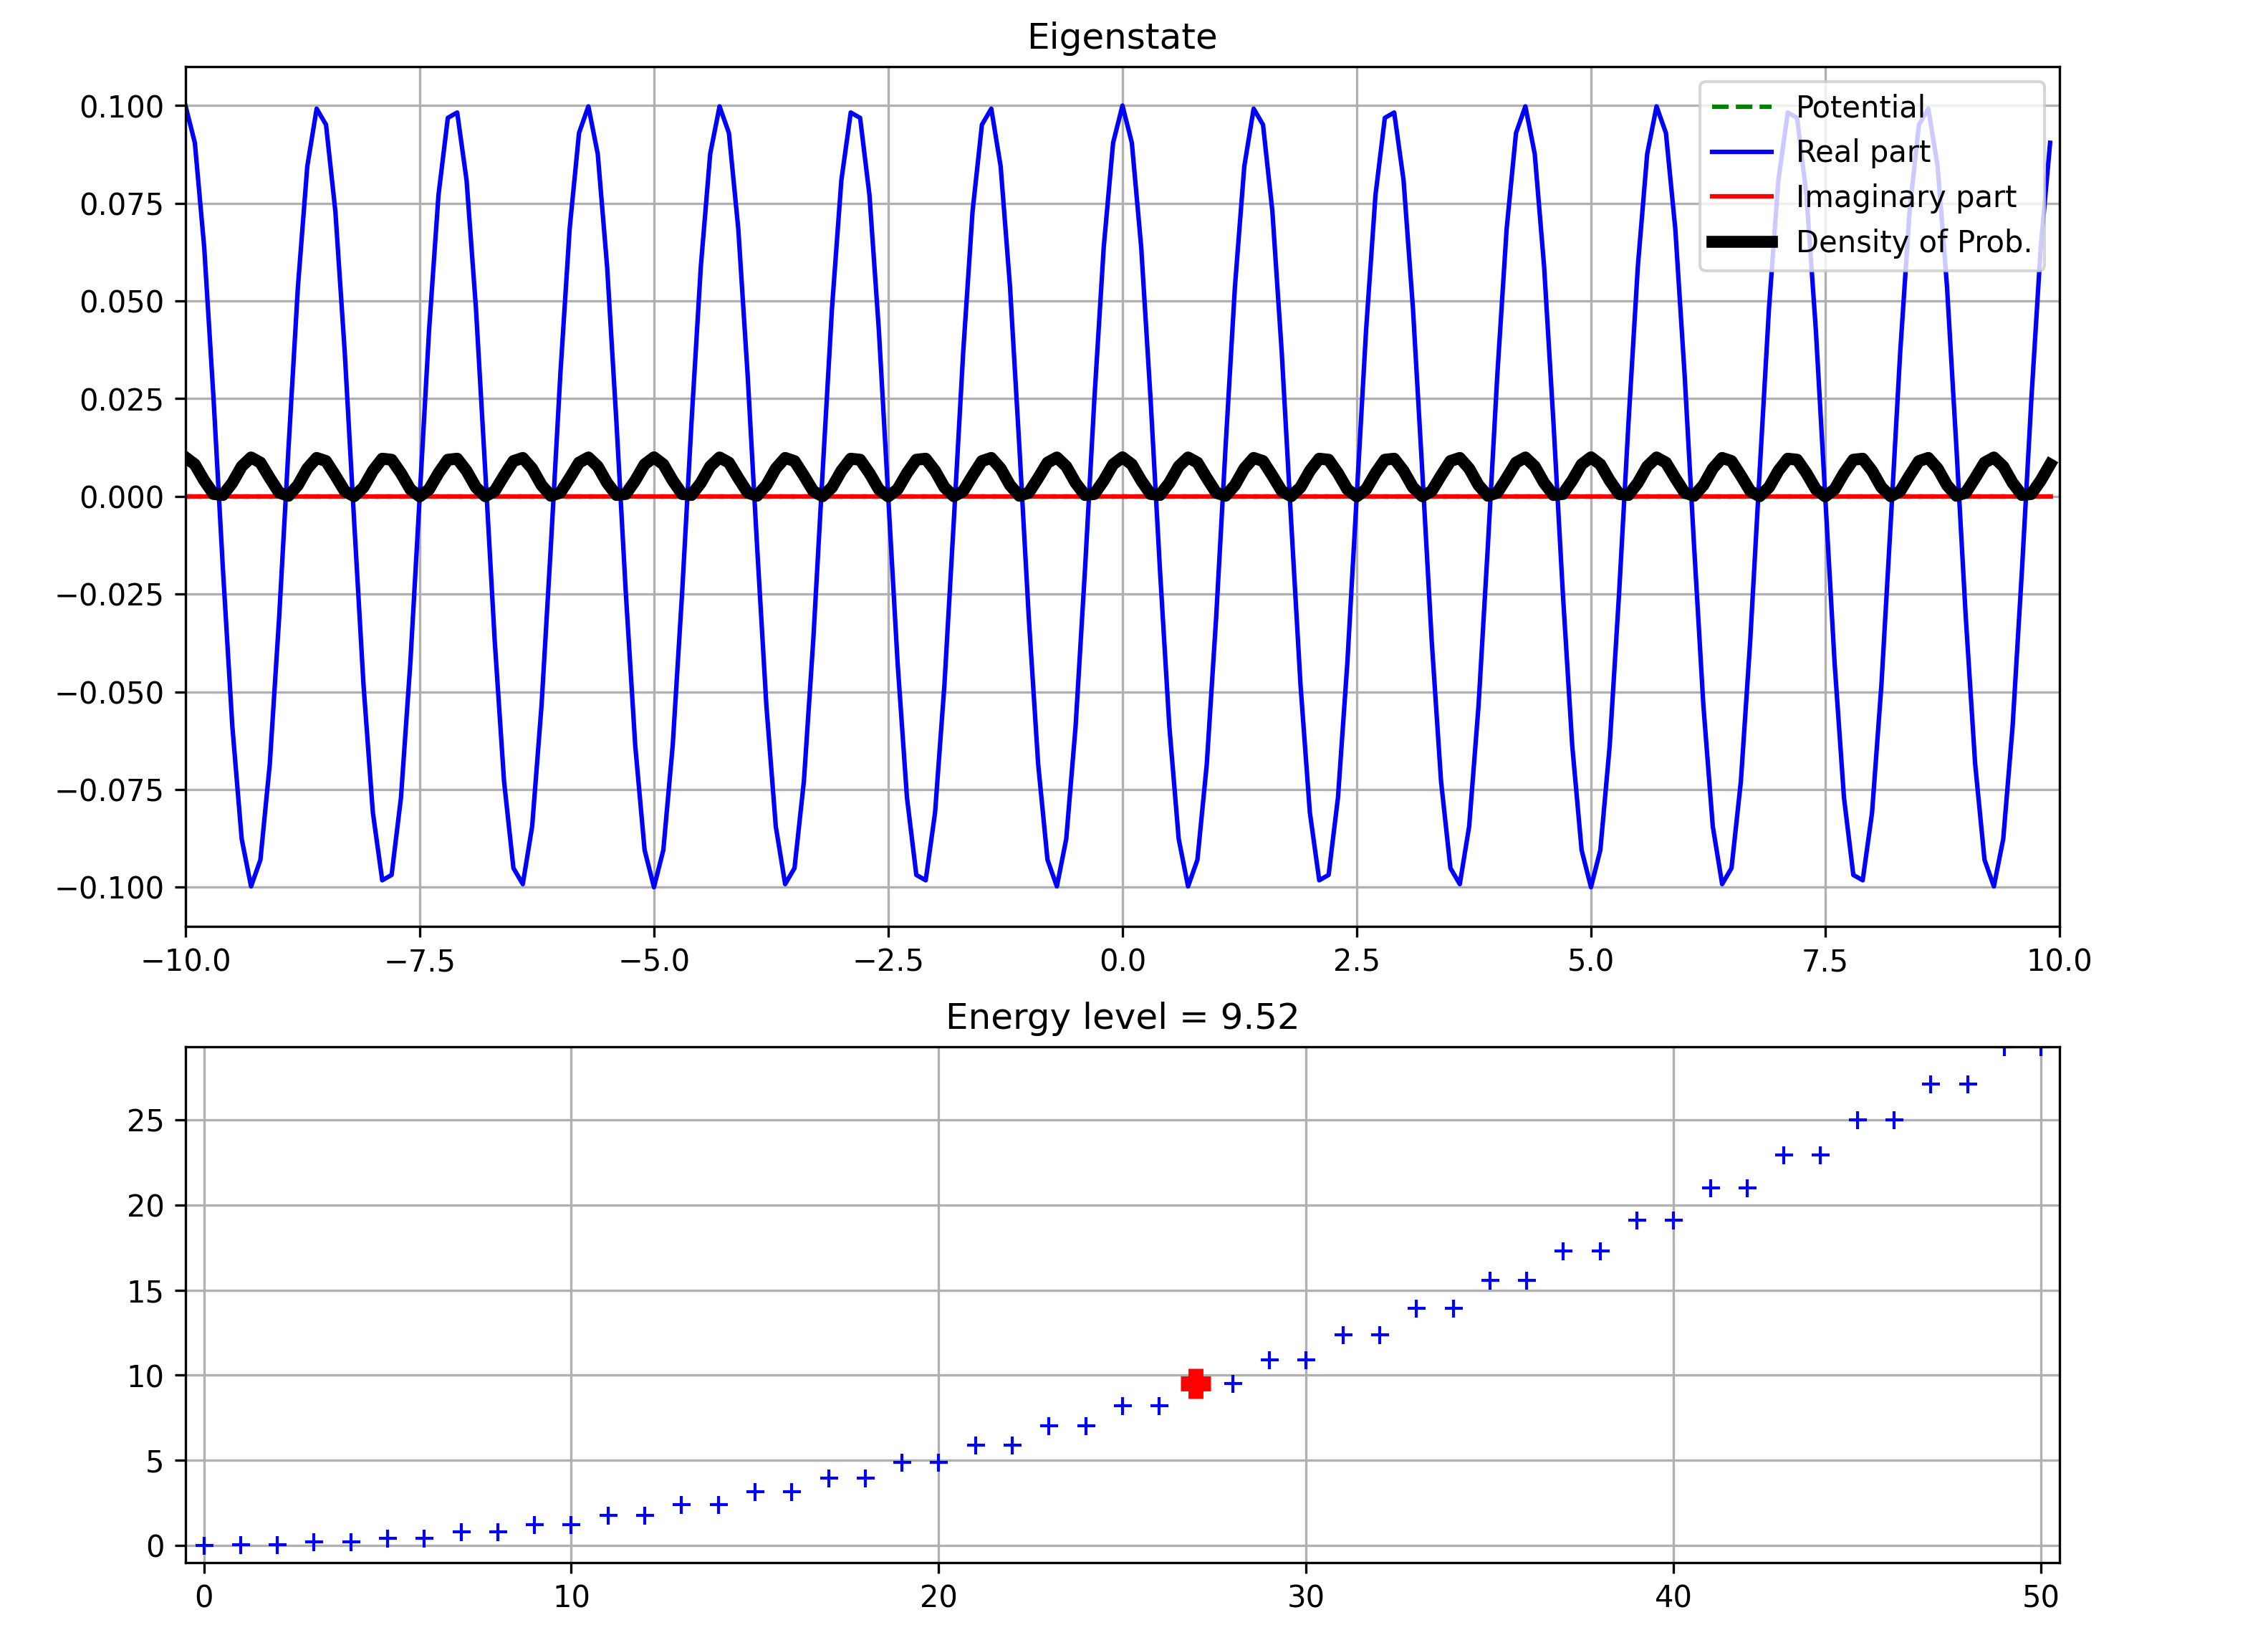 Eigenstate
0.100
0.075
0.050
0.025
0.000
−0.025
−0.050
−0.075
−0.100
Potential
Real part
Imaginary part
Density of Prob.
−10.0 −7.5 −5.0 −2.5 0.0 2.5 5.0 7.5 10.0
Energy level = 9.52
25
20
15
10
5
0
0 10 20 30 40 50